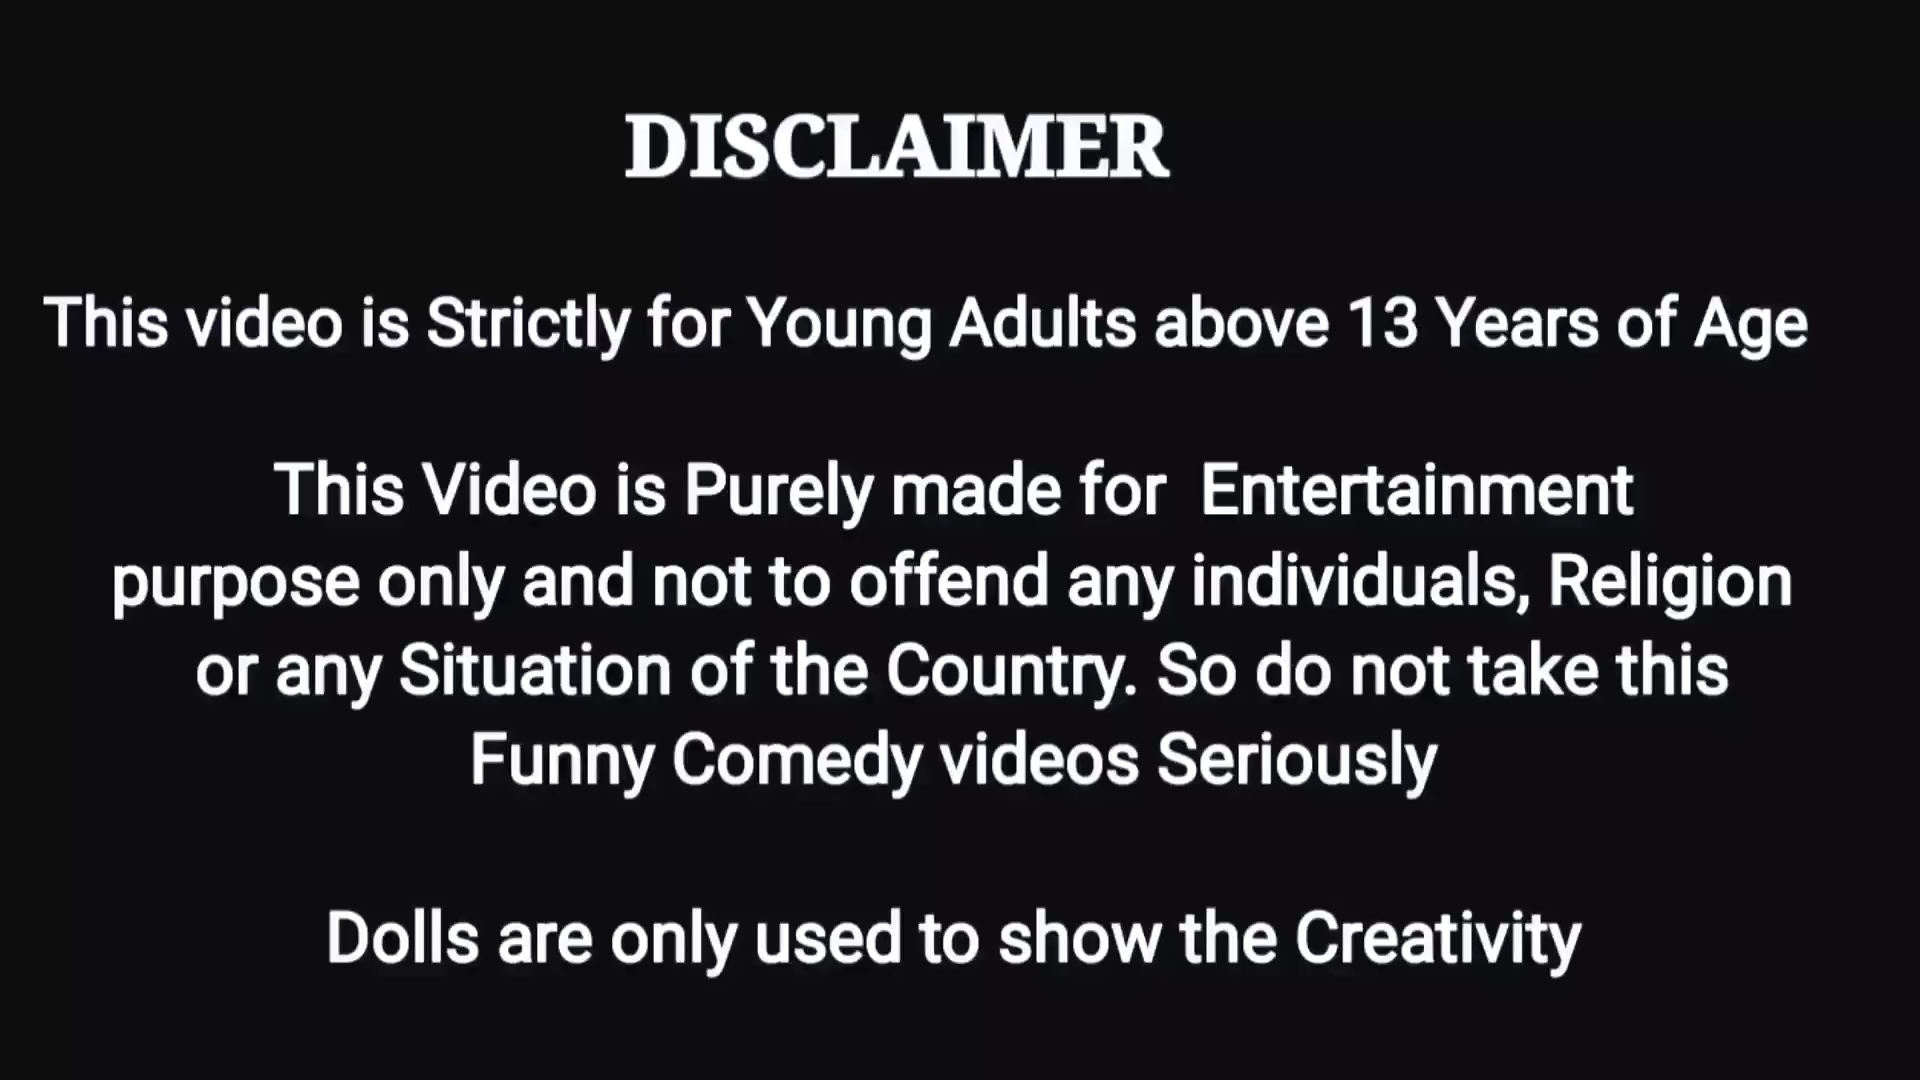 DISCLAIMER
This video is Strictly for Young Adults above 13 Years of Age
This Video is Purely made for  Entertainment
purpose only and not to offend any individuals, Religion
or any Situation of the Country. So do not take this
Funny Comedy videos Seriously
Dolls are only used to show the Creativity